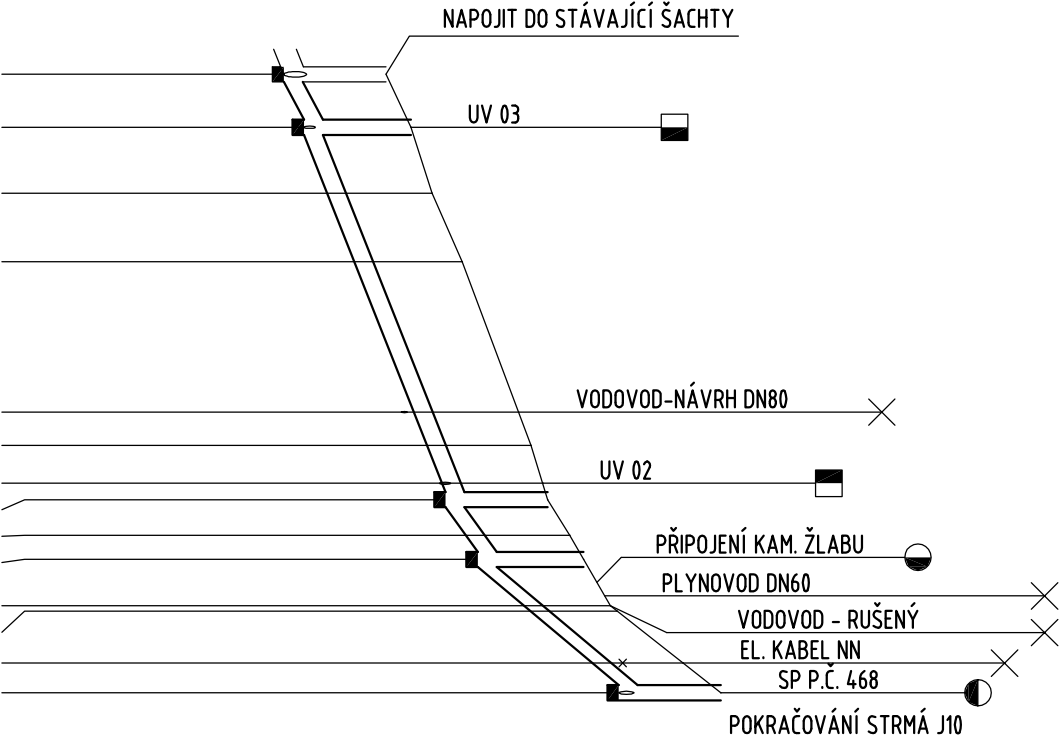 NAPOJIT DO STÁVAJÍCÍ ŠACHTY
UV 03
VODOVOD-NÁVRH DN80
UV 02
PŘIPOJENÍ KAM. ŽLABU
PLYNOVOD DN60
VODOVOD - RUŠENÝ
EL. KABEL NN
SP P.Č. 468
POKRAČOVÁNÍ STRMÁ J10